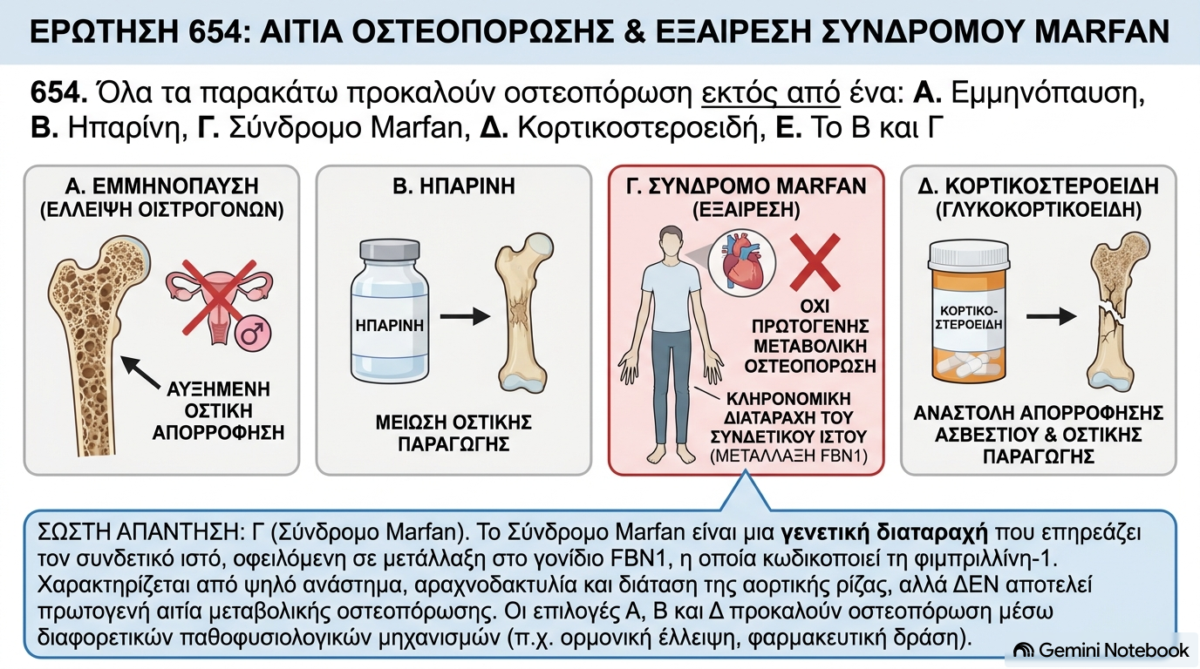 ΕΡΩΤΗΣΗ 654: ΑΙΤΙΑ ΟΣΤΕΟΠΟΡΩΣΗΣ & ΕΞΑΙΡΕΣΗ ΣΥΝΔΡΟΜΟΥ MARFAN
654. Όλα τα παρακάτω προκαλούν οστεοπόρωση εκτός από ένα: Α. Εμμηνόπαυση,
Β. Ηπαρίνη, Γ. Σύνδρομο Marfan, Δ. Κορτικοστεροειδή, Ε. Το Β και Γ
Α. ΕΜΜΗΝΟΠΑΥΣΗ
(ΕΛΛΕΙΨΗ ΟΙΣΤΡΟΓΟΝΩΝ)
ΑΥΞΗΜΕΝΗ
ΟΣΤΙΚΗ
ΑΠΟΡΡΟΦΗΣΗ
Β. ΗΠΑΡΙΝΗ
ΗΠΑΡΙΝΗ
ΜΕΙΩΣΗ ΟΣΤΙΚΗΣ
ΠΑΡΑΓΩΓΗΣ
Γ. ΣΥΝΔΡΟΜΟ MARFAN
(ΕΞΑΙΡΕΣΗ)
ΟΧΙ
ΠΡΩΤΟΓΕΝΗΣ
ΜΕΤΑΒΟΛΙΚΗ
ΟΣΤΕΟΠΟΡΩΣΗ
ΚΛΗΡΟΝΟΜΙΚΗ
ΔΙΑΤΑΡΑΧΗ ΤΟΥ
ΣΥΝΔΕΤΙΚΟΥ ΙΣΤΟΥ
(ΜΕΤΑΛΛΑΞΗ FBN1)
Δ. ΚΟΡΤΙΚΟΣΤΕΡΟΕΙΔΗ
(ΓΛΥΚΟΚΟΡΤΙΚΟΕΙΔΗ)
ΚΟΡΤΙΚΟ-
ΣΤΕΡΟΕΙΔΗ
ΑΝΑΣΤΟΛΗ ΑΠΟΡΡΟΦΗΣΗΣ
ΑΣΒΕΣΤΙΟΥ & ΟΣΤΙΚΗΣ
ΠΑΡΑΓΩΓΗΣ
ΣΩΣΤΗ ΑΠΑΝΤΗΣΗ: Γ (Σύνδρομο Marfan). Το Σύνδρομο Marfan είναι μια γενετική διαταραχή που επηρεάζει
τον συνδετικό ιστό, οφειλόμενη σε μετάλλαξη στο γονίδιο FBN1, η οποία κωδικοποιεί τη φιμπριλλίνη-1.
Χαρακτηρίζεται από ψηλό ανάστημα, αραχνοδακτυλία και διάταση της αορτικής ρίζας, αλλά ΔΕΝ αποτελεί
πρωτογενή αιτία μεταβολικής οστεοπόρωσης. Οι επιλογές Α, Β και Δ προκαλούν οστεοπόρωση μέσω
διαφορετικών παθοφυσιολογικών μηχανισμών (π.χ. ορμονική έλλειψη, φαρμακευτική δράση).
Gemini Notebook